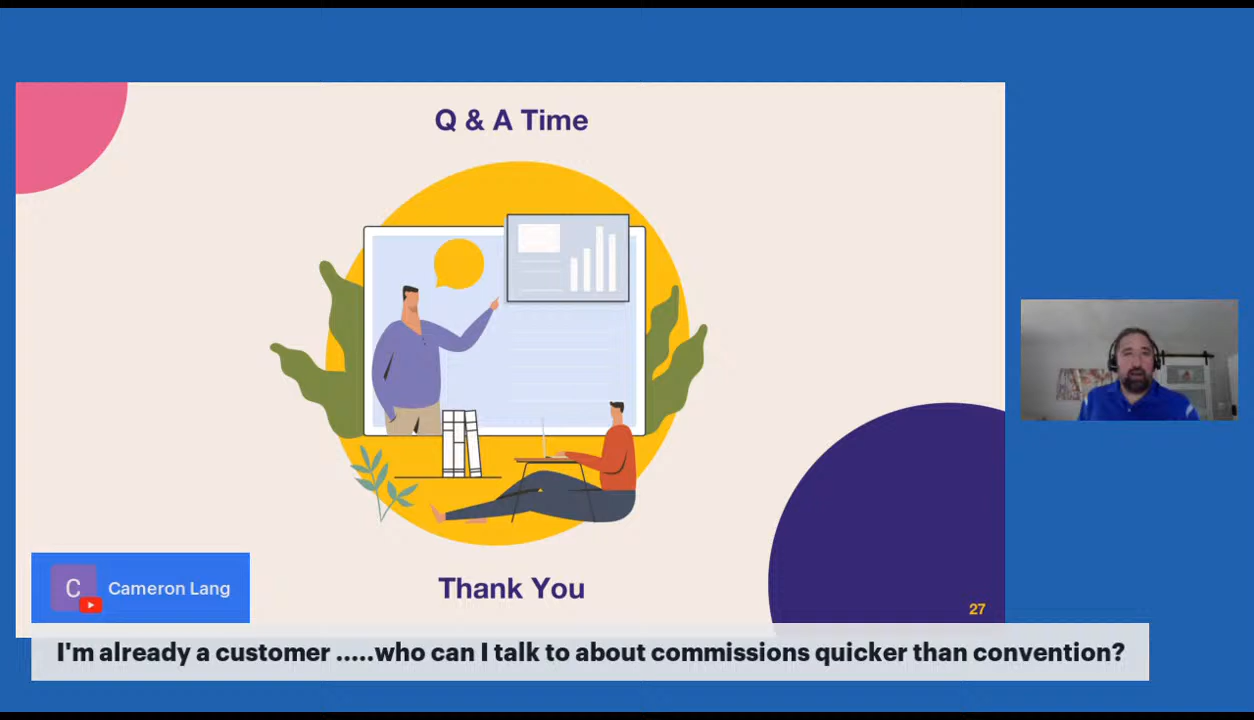 Q & A Time
Thank You
27
C
Cameron Lang
I'm already a customer .....who can I talk to about commissions quicker than convention?